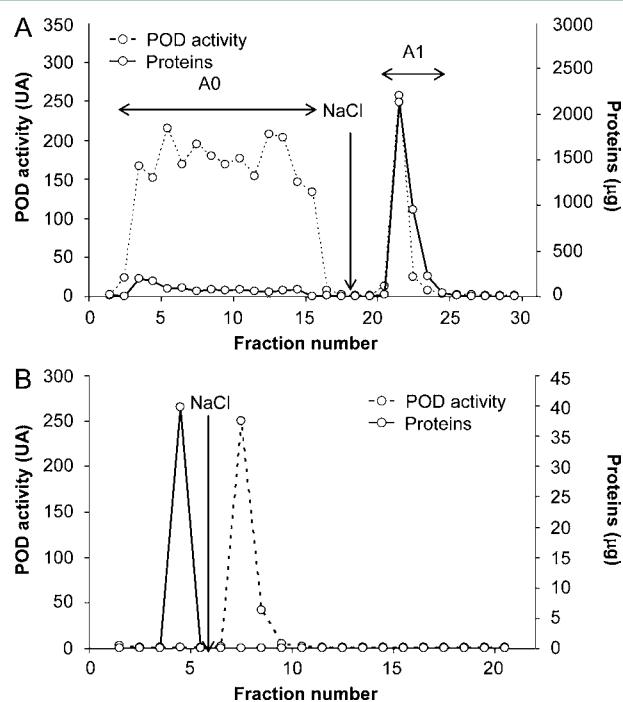 A
POD activity
Proteins
A0
NaCl
A1
POD activity (UA)
350
300
250
200
150
100
50
0
Proteins (µg)
3000
2500
2000
1500
1000
500
0
0 5 10 15 20 25 30
Fraction number
B
NaCl
POD activity
Proteins
POD activity (UA)
300
250
200
150
100
50
0
Proteins (µg)
45
40
35
30
25
20
15
10
5
0
0 5 10 15 20
Fraction number